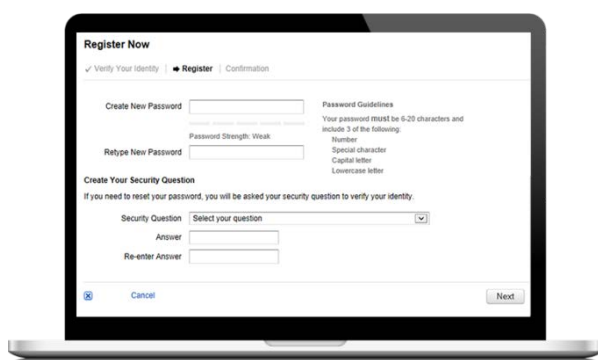 Register Now
✓ Verify Your Identity | ➡ Register | Confirmation
Create New Password
Password Strength: Weak
Retype New Password
Password Guidelines
Your password must be 6-20 characters and
include 3 of the following:
Number
Special character
Capital letter
Lowercase letter
Create Your Security Question
If you need to reset your password, you will be asked your security question to verify your identity.
Security Question Select your question
Answer
Re-enter Answer
Cancel Next